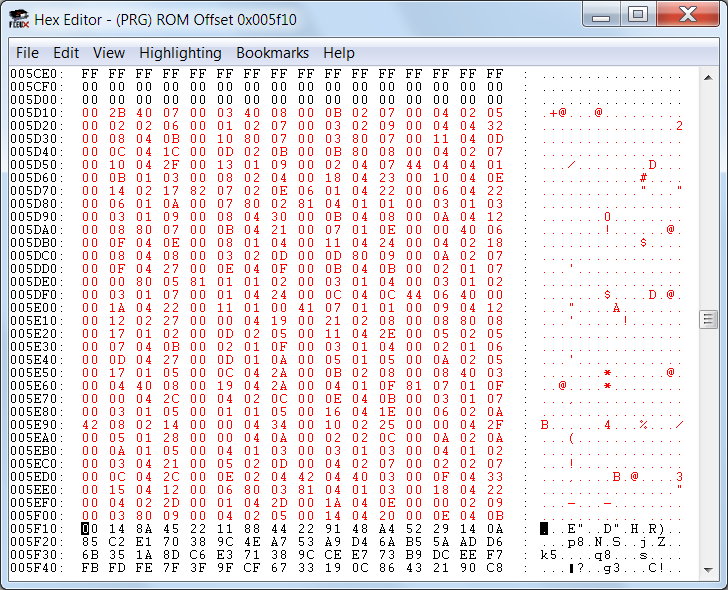 Hex Editor - (PRG) ROM Offset 0x005f10
File Edit View Highlighting Bookmarks Help
005CE0: FF FF FF FF FF FF FF FF FF FF FF FF FF FF FF FF : ................
005CF0: 00 00 00 00 00 00 00 00 00 00 00 00 00 00 00 00 : ................
005D00: 00 00 00 00 00 00 00 00 00 00 00 00 00 00 00 00 : ................
005D10: 00 2B 40 07 00 03 40 08 00 0B 02 07 00 04 02 05 : .+@...@.........
005D20: 00 02 02 06 00 01 02 07 00 03 02 09 00 04 04 32 : ...............2
005D30: 00 08 04 0B 00 10 80 07 00 03 80 07 00 11 04 0D : ................
005D40: 00 0C 04 1C 00 0D 02 0B 00 0B 80 08 00 04 02 07 : ................
005D50: 00 10 04 2F 00 13 01 09 00 02 04 07 44 04 04 01 : .../........D...
005D60: 00 0B 01 03 00 08 02 04 00 18 04 23 00 10 04 0E : ...........#....
005D70: 00 14 02 17 82 07 02 0E 06 01 04 22 00 06 04 22 : ..........."..."
005D80: 00 06 01 0A 00 07 80 02 81 04 01 01 00 03 01 03 : ................
005D90: 00 03 01 09 00 08 04 30 00 0B 04 08 00 0A 04 12 : .......0........
005DA0: 00 08 80 07 00 0B 04 21 00 07 01 0E 00 00 40 06 : .......!......@.
005DB0: 00 0F 04 0E 00 08 01 04 00 11 04 24 00 04 02 18 : ...........$....
005DC0: 00 08 04 08 00 03 02 0D 00 0D 80 09 00 0A 02 07 : ................
005DD0: 00 0F 04 27 00 0E 04 0F 00 0B 04 0B 00 02 01 07 : ...'............
005DE0: 00 00 80 05 81 01 01 02 00 03 01 04 00 03 01 02 : ................
005DF0: 00 03 01 07 00 01 04 24 00 0C 04 0C 44 06 40 00 : .......$....D.@.
005E00: 00 1A 04 22 00 11 01 00 41 07 01 01 00 09 04 12 : ..."....A.......
005E10: 00 12 02 27 00 00 04 19 00 21 02 08 00 08 80 08 : ...'.....!......
005E20: 00 17 01 02 00 0D 02 05 00 11 04 2E 00 05 02 05 : ................
005E30: 00 07 04 0B 00 02 01 0F 00 03 01 04 00 02 01 06 : ................
005E40: 00 0D 04 27 00 0D 01 0A 00 05 01 05 00 0A 02 05 : ...'............
005E50: 00 17 01 05 00 0C 04 2A 00 0B 02 08 00 08 40 03 : .......*......@.
005E60: 00 04 40 08 00 19 04 2A 00 04 01 0F 81 07 01 0F : ..@....*........
005E70: 00 00 04 2C 00 04 02 0C 00 0E 04 0B 00 03 01 07 : ...,............
005E80: 00 03 01 05 00 01 01 05 00 16 04 1E 00 06 02 0A : ................
005E90: 42 08 02 14 00 00 04 34 00 10 02 25 00 00 04 2F : B......4...%.../
005EA0: 00 05 01 28 00 00 04 0A 00 02 02 0C 00 0A 02 0A : ...(............
005EB0: 00 03 01 04 00 03 01 03 00 03 01 03 00 04 01 02 : ................
005EC0: 00 03 04 21 00 05 02 0D 00 04 02 07 00 02 01 07 : ...!............
005ED0: 00 0C 04 2C 00 0E 02 04 42 04 40 03 00 0F 04 33 : ...,....B.@....3
005EE0: 00 15 04 12 00 06 80 03 81 04 01 03 00 18 04 22 : ..............."
005EF0: 00 04 02 2D 00 01 04 2D 00 1A 04 0E 00 00 02 09 : ...-...-........
005F00: 00 03 80 09 00 04 02 05 00 14 04 20 00 0E 04 0B : ........... ....
005F10: 00 14 8A 45 22 11 88 44 22 91 48 A4 52 29 14 0A : ...E"..D".H.R)..
005F20: 85 C2 E1 70 38 9C 4E A7 53 A9 D4 6A B5 5A AD D6 : ...p8.N.S..j.Z..
005F30: 6B 35 1A 8D C6 E3 71 38 9C CE E7 73 B9 DC EE F7 : k5....q8...s....
005F40: FB FD FE 7F 3F 9F CF 67 33 19 0C 86 43 21 90 C8 : ...▮?..g3...C!..